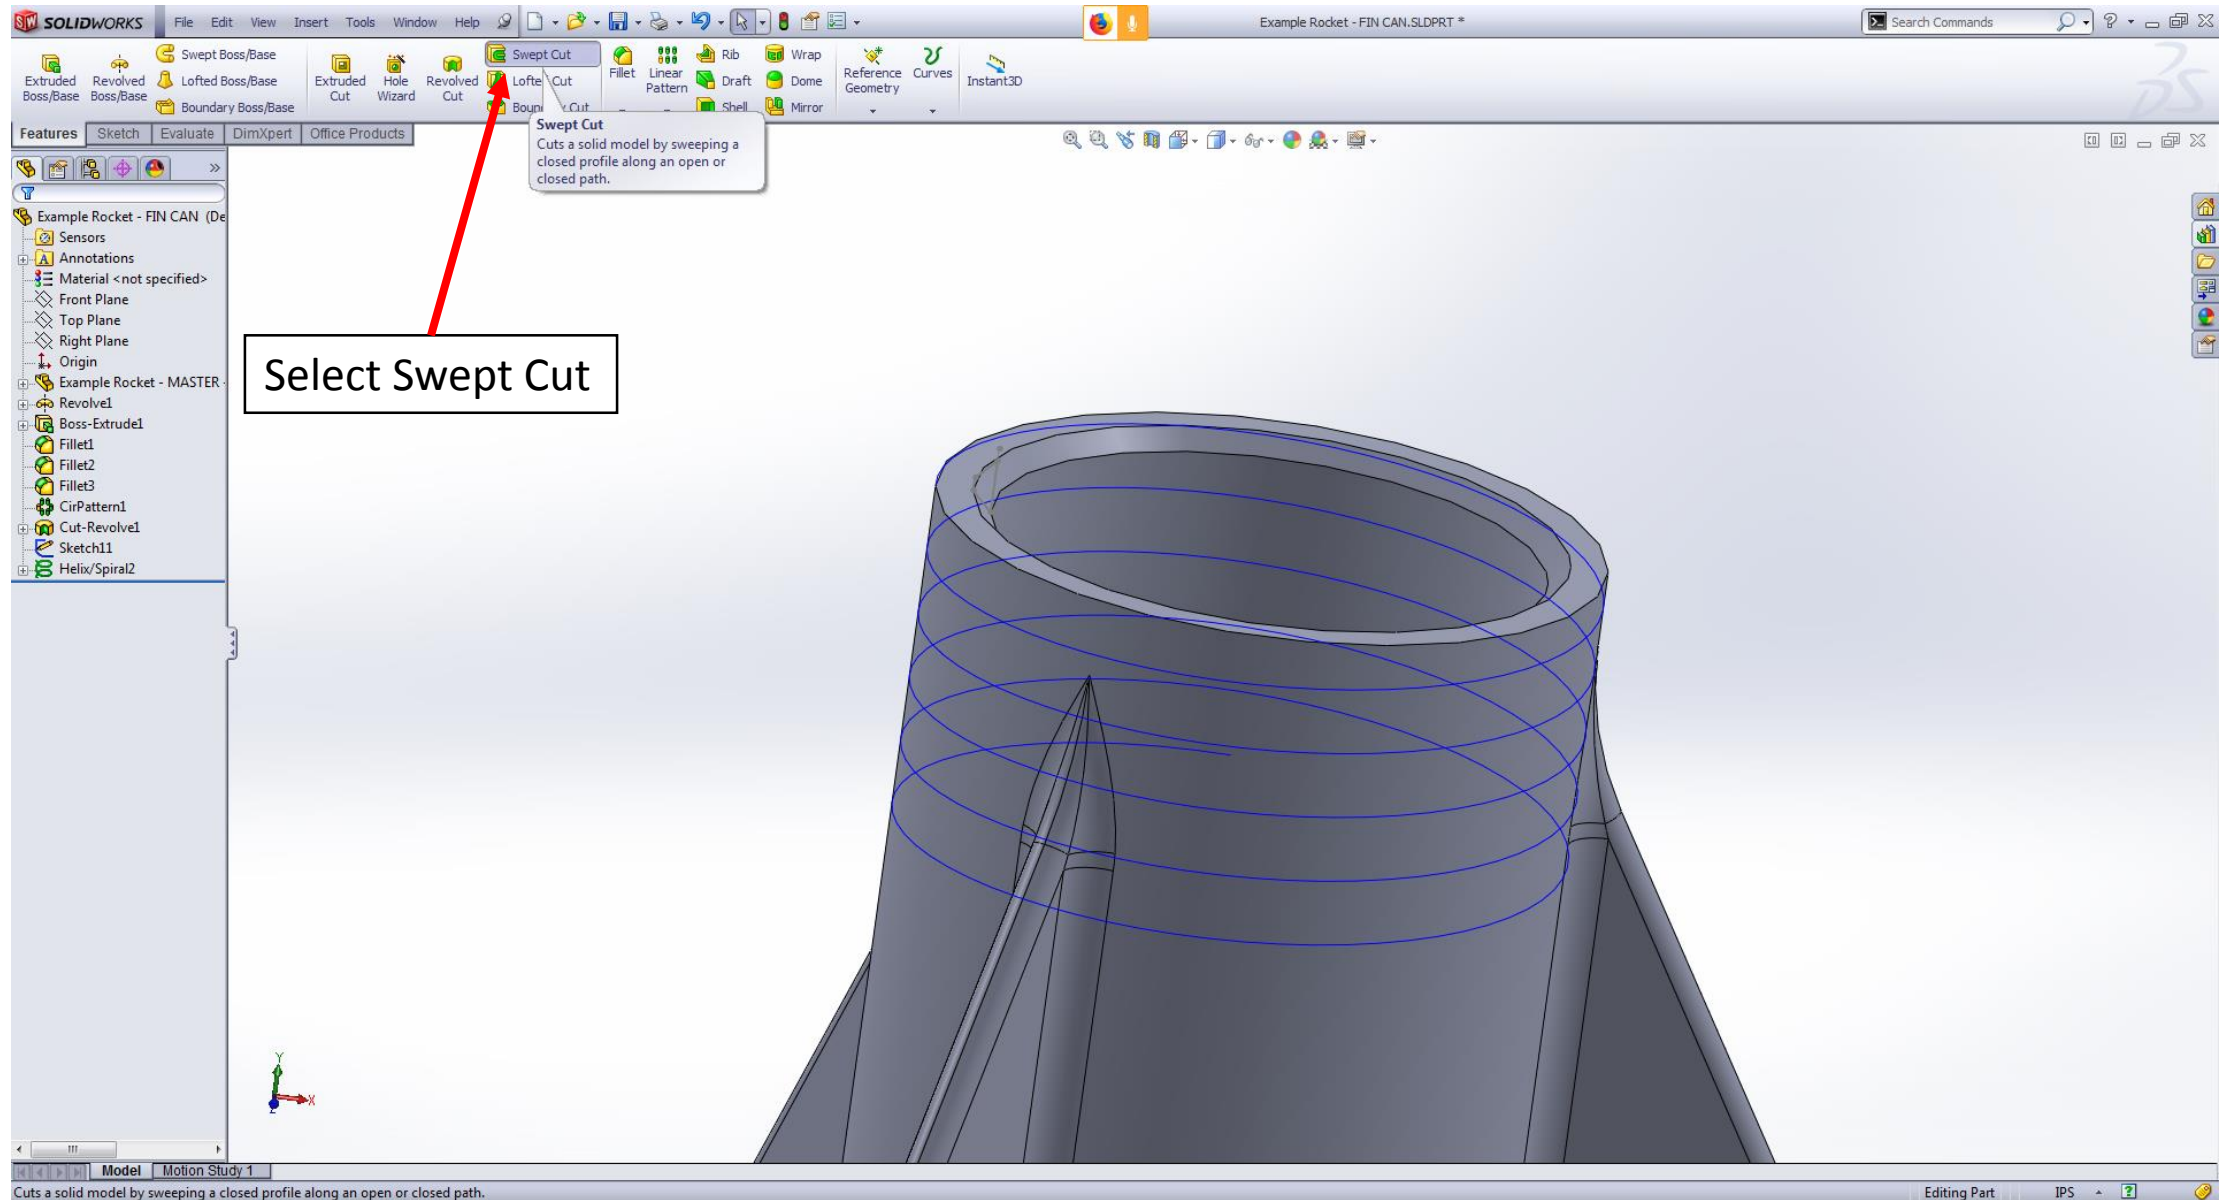 SOLIDWORKS File Edit View Insert Tools Window Help Example Rocket - FIN CAN.SLDPRT * Search Commands
Extruded Boss/Base
Revolved Boss/Base
Swept Boss/Base
Lofted Boss/Base
Boundary Boss/Base
Extruded Cut
Hole Wizard
Revolved Cut
Swept Cut
Cut
Cut
Fillet
Linear Pattern
Rib
Draft
Shell
Wrap
Dome
Mirror
Reference Geometry
Curves
Instant3D
Features Sketch Evaluate DimXpert Office Products
Swept Cut
Cuts a solid model by sweeping a
closed profile along an open or
closed path.
Example Rocket - FIN CAN (De
Sensors
Annotations
Material <not specified>
Front Plane
Top Plane
Right Plane
Origin
Example Rocket - MASTER -
Revolve1
Boss-Extrude1
Fillet1
Fillet2
Fillet3
CirPattern1
Cut-Revolve1
Sketch11
Helix/Spiral2
Select Swept Cut
Y
X
Z
Model Motion Study 1
Cuts a solid model by sweeping a closed profile along an open or closed path. Editing Part IPS